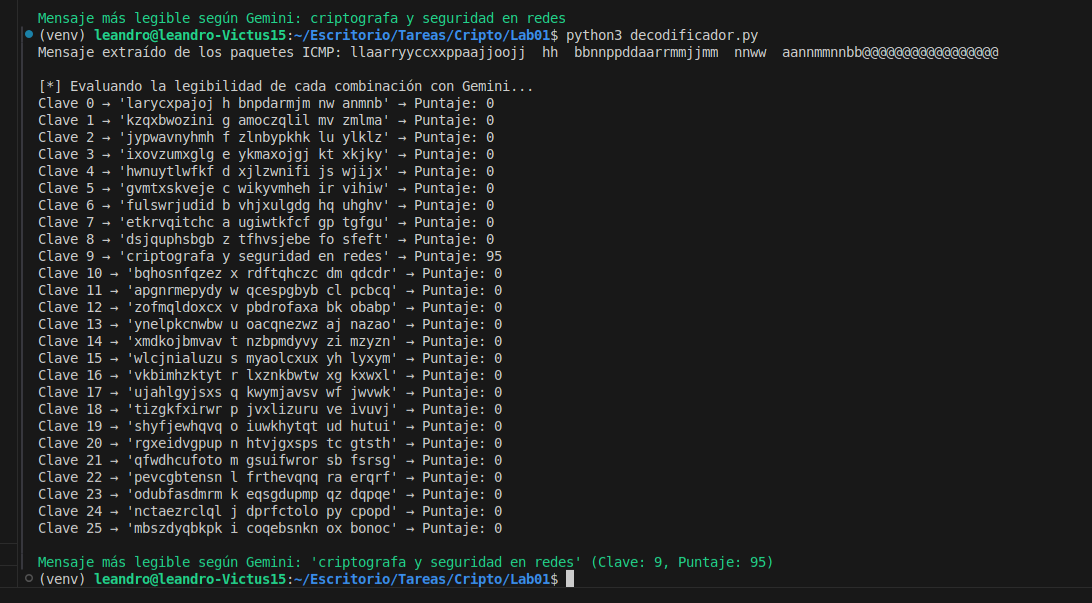 Mensaje más legible según Gemini: criptografa y seguridad en redes
(venv) leandro@leandro-Victus15:~/Escritorio/Tareas/Cripto/Lab01$ python3 decodificador.py
Mensaje extraído de los paquetes ICMP: llaarryyccxxppaajjoojj  hh  bbnnppddaarrmmjjmm  nnww  aannmmnnbb@@@@@@@@@@@@@@@@@

[*] Evaluando la legibilidad de cada combinación con Gemini...
Clave 0 → 'larycxpajoj h bnpdarmjm nw anmnb' → Puntaje: 0
Clave 1 → 'kzqxbwozini g amoczqlil mv zmlma' → Puntaje: 0
Clave 2 → 'jypwavnyhmh f zlnbypkhk lu ylklz' → Puntaje: 0
Clave 3 → 'ixovzumxglg e ykmaxojgj kt xkjky' → Puntaje: 0
Clave 4 → 'hwnuytlwfkf d xjlzwnifi js wjijx' → Puntaje: 0
Clave 5 → 'gvmtxskveje c wikyvmheh ir vihiw' → Puntaje: 0
Clave 6 → 'fulswrjudid b vhjxulgdg hq uhghv' → Puntaje: 0
Clave 7 → 'etkrvqitchc a ugiwtkfcf gp tgfgu' → Puntaje: 0
Clave 8 → 'dsjquphsbgb z tfhvsjebe fo sfeft' → Puntaje: 0
Clave 9 → 'criptografa y seguridad en redes' → Puntaje: 95
Clave 10 → 'bqhosnfqzez x rdftqhczc dm qdcdr' → Puntaje: 0
Clave 11 → 'apgnrmepydy w qcespgbyb cl pcbcq' → Puntaje: 0
Clave 12 → 'zofmqldoxcx v pbdrofaxa bk obabp' → Puntaje: 0
Clave 13 → 'ynelpkcnwbw u oacqnezwz aj nazao' → Puntaje: 0
Clave 14 → 'xmdkojbmvav t nzbpmdyvy zi mzyzn' → Puntaje: 0
Clave 15 → 'wlcjnialuzu s myaolcxux yh lyxym' → Puntaje: 0
Clave 16 → 'vkbimhzktyt r lxznkbwtw xg kxwxl' → Puntaje: 0
Clave 17 → 'ujahlgyjsxs q kwymjavsv wf jwvwk' → Puntaje: 0
Clave 18 → 'tizgkfxirwr p jvxlizuru ve ivuvj' → Puntaje: 0
Clave 19 → 'shyfjewhqvq o iuwkhytqt ud hutui' → Puntaje: 0
Clave 20 → 'rgxeidvgpup n htvjgxsps tc gtsth' → Puntaje: 0
Clave 21 → 'qfwdhcufoto m gsuifwror sb fsrsg' → Puntaje: 0
Clave 22 → 'pevcgbtensn l frthevqnq ra erqrf' → Puntaje: 0
Clave 23 → 'odubfasdmrm k eqsgdupmp qz dqpqe' → Puntaje: 0
Clave 24 → 'nctaezrclql j dprfctolo py cpopd' → Puntaje: 0
Clave 25 → 'mbszdyqbkpk i coqebsnkn ox bonoc' → Puntaje: 0

Mensaje más legible según Gemini: 'criptografa y seguridad en redes' (Clave: 9, Puntaje: 95)
(venv) leandro@leandro-Victus15:~/Escritorio/Tareas/Cripto/Lab01$